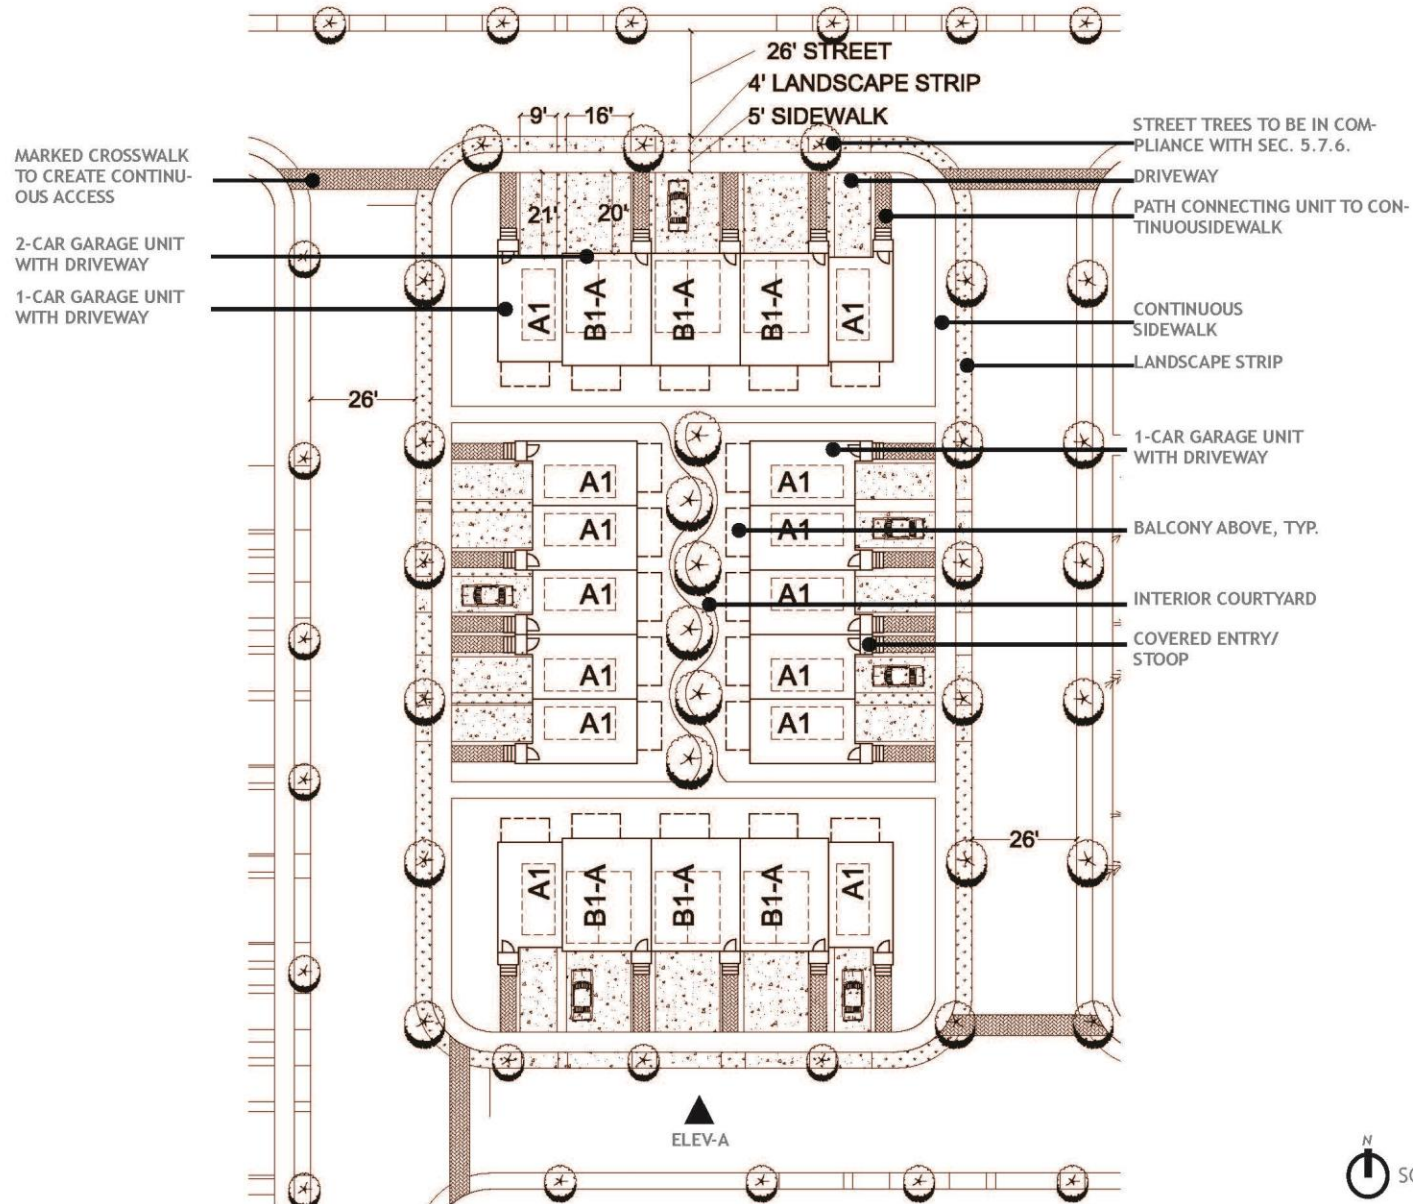 26' STREET
4' LANDSCAPE STRIP
5' SIDEWALK
9'
16'
MARKED CROSSWALK
TO CREATE CONTINU-
OUS ACCESS
STREET TREES TO BE IN COM-
PLIANCE WITH SEC. 5.7.6.
DRIVEWAY
PATH CONNECTING UNIT TO CON-
TINUOUSIDEWALK
21'
20'
2-CAR GARAGE UNIT
WITH DRIVEWAY
1-CAR GARAGE UNIT
WITH DRIVEWAY
A1
B1-A
B1-A
B1-A
A1
CONTINUOUS
SIDEWALK
LANDSCAPE STRIP
26'
1-CAR GARAGE UNIT
WITH DRIVEWAY
A1
A1
A1
A1
BALCONY ABOVE, TYP.
A1
A1
INTERIOR COURTYARD
COVERED ENTRY/
STOOP
A1
A1
A1
A1
26'
A1
B1-A
B1-A
B1-A
A1
ELEV-A
N
SC